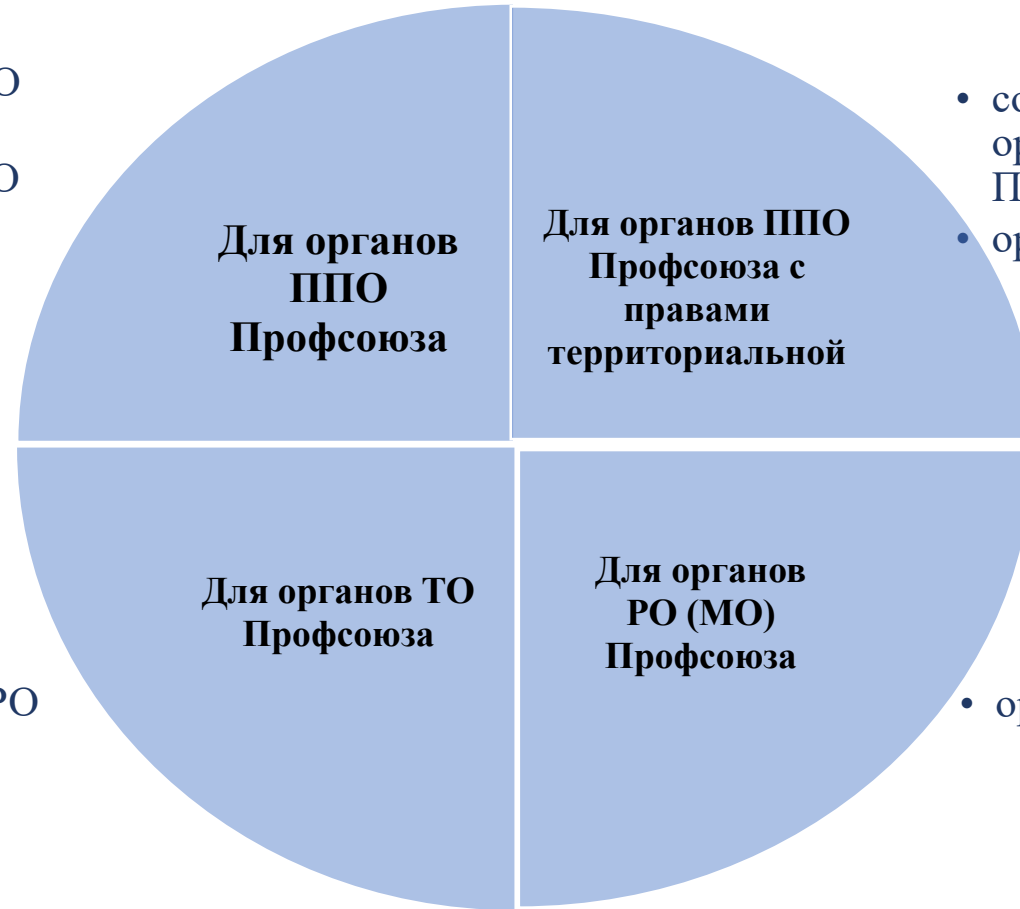 Для органов
ППО
Профсоюза
Для органов ППО
Профсоюза с
правами
территориальной
Для органов ТО
Профсоюза
Для органов
РО (МО)
Профсоюза
РО